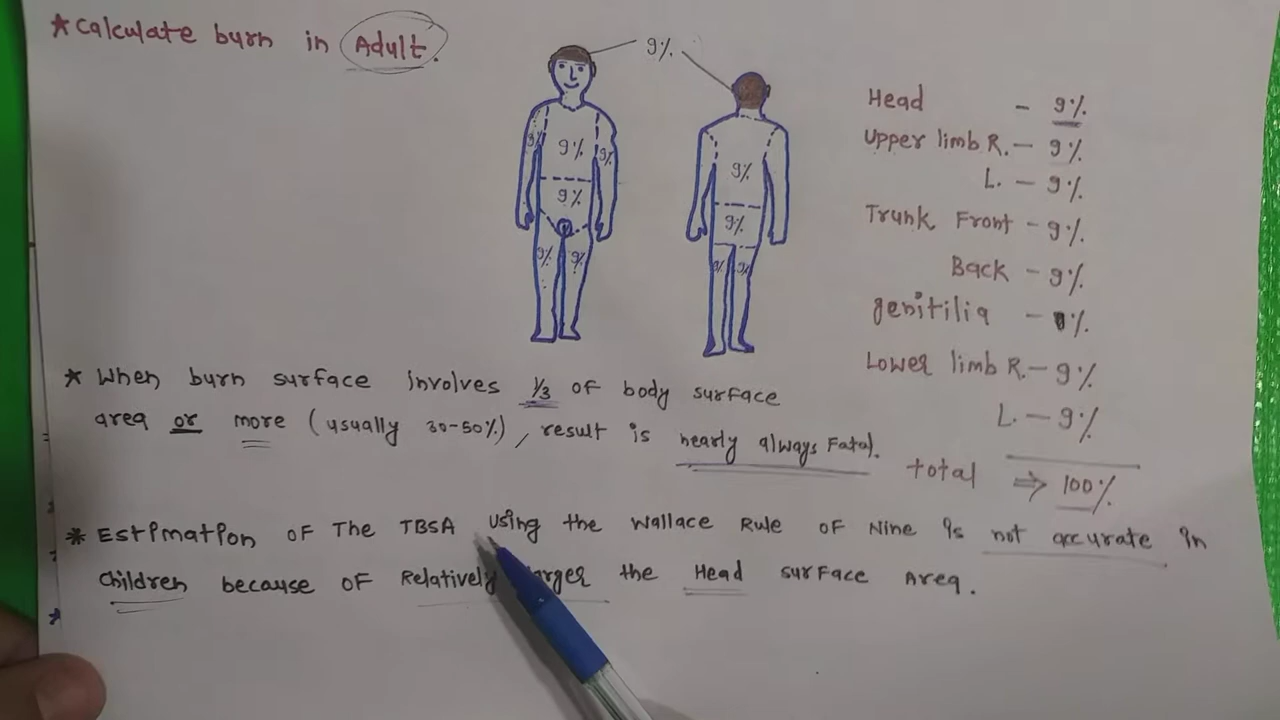 *Calculate burn in Adult.
9%
9% 9% 9%
9%
9%
9%
9% 9%
9%
% 9%
Head - 9%
Upper limb R. - 9%
L. - 9%
Trunk Front - 9%
Back - 9%
genitilia - %
Lower limb R. - 9%
L. - 9%
total ⇒ 100%
* When burn surface involves 1/3 of body surface
area or more (usually 30-50%), result is nearly always Fatal.
* Estimation of The TBSA using the Wallace Rule of Nine is not accurate in
children because of Relatively larger the Head surface Area.
*